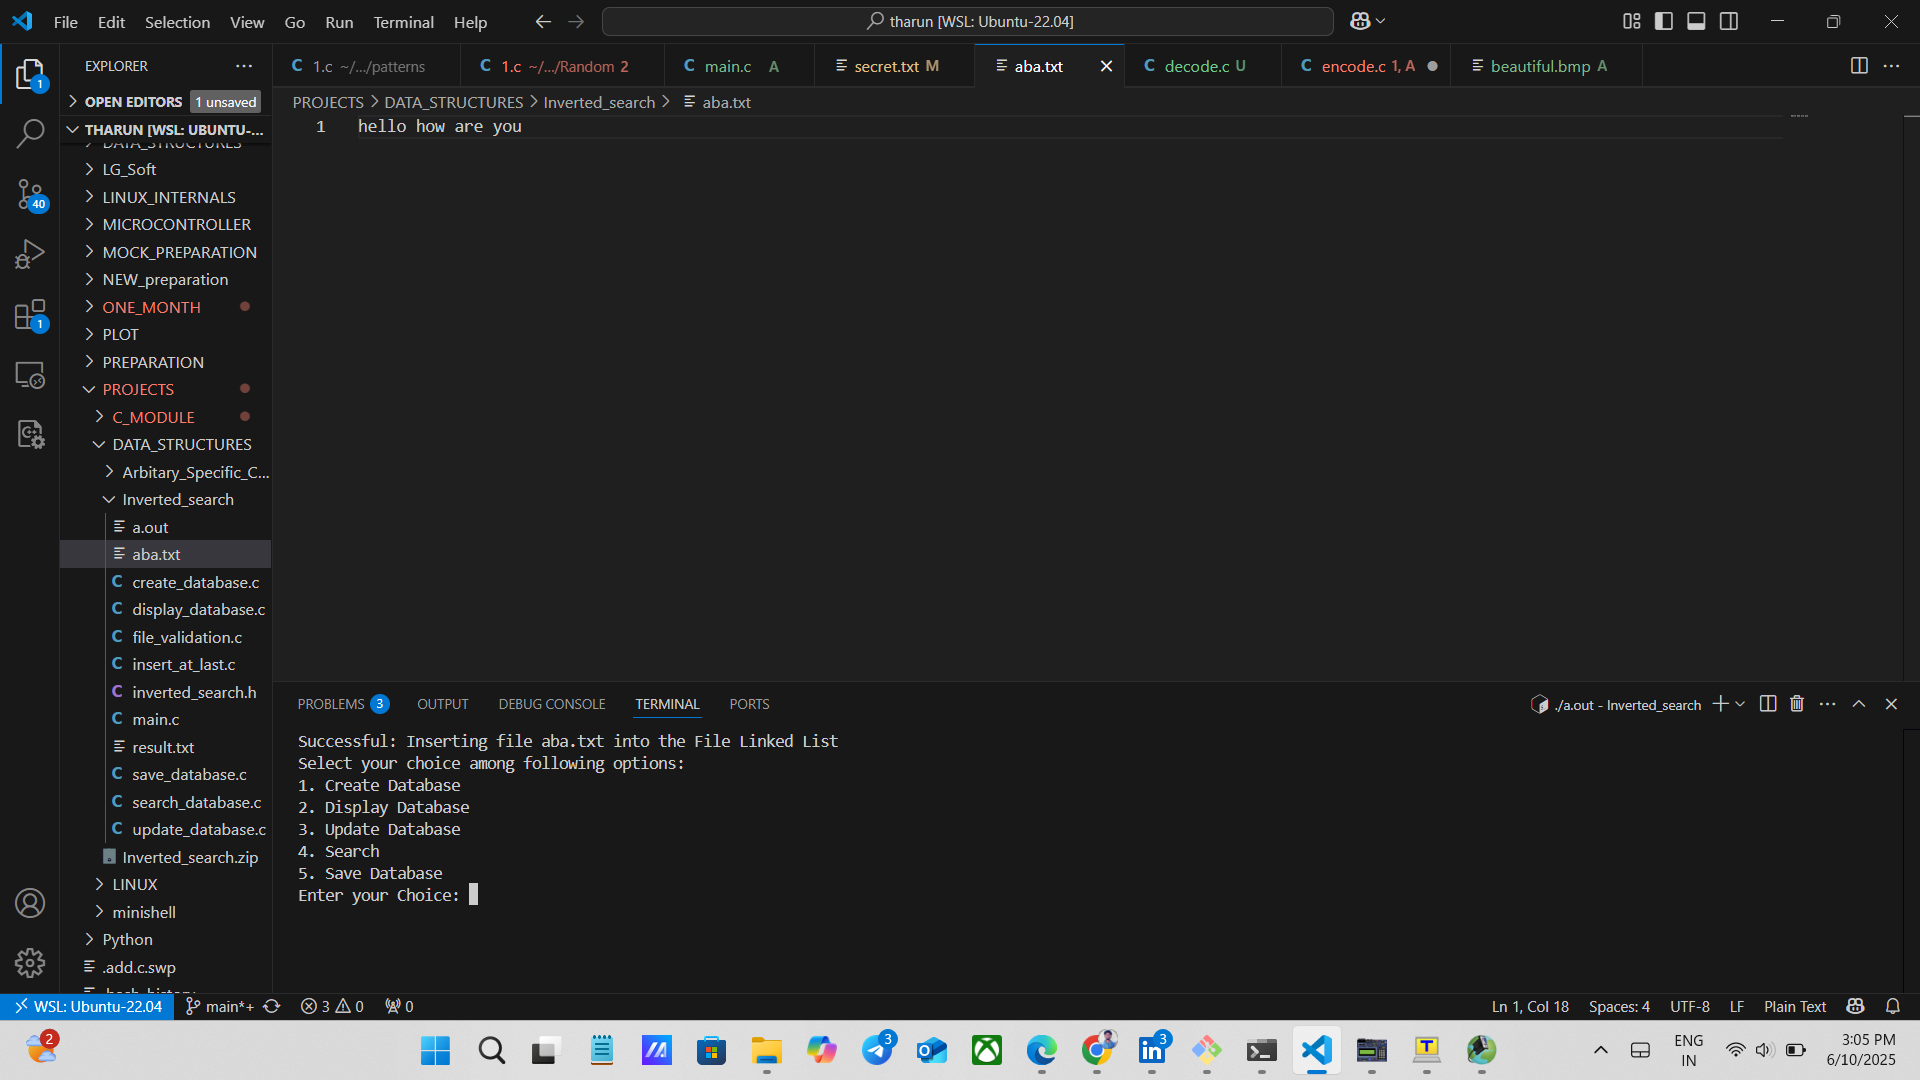 File Edit Selection View Go Run Terminal Help
tharun [WSL: Ubuntu-22.04]
EXPLORER
1.c ~/.../patterns
1.c ~/.../Random 2
main.c A
secret.txt M
aba.txt
decode.c U
encode.c 1, A
beautiful.bmp A
OPEN EDITORS 1 unsaved
THARUN [WSL: UBUNTU-...
DATA_STRUCTURES
LG_Soft
LINUX_INTERNALS
MICROCONTROLLER
MOCK_PREPARATION
NEW_preparation
ONE_MONTH
PLOT
PREPARATION
PROJECTS
C_MODULE
DATA_STRUCTURES
Arbitary_Specific_C...
Inverted_search
a.out
aba.txt
create_database.c
display_database.c
file_validation.c
insert_at_last.c
inverted_search.h
main.c
result.txt
save_database.c
search_database.c
update_database.c
Inverted_search.zip
LINUX
minishell
Python
.add.c.swp
1
40
1
PROJECTS > DATA_STRUCTURES > Inverted_search > aba.txt
1 hello how are you
PROBLEMS 3 OUTPUT DEBUG CONSOLE TERMINAL PORTS
./a.out - Inverted_search
Successful: Inserting file aba.txt into the File Linked List
Select your choice among following options:
1. Create Database
2. Display Database
3. Update Database
4. Search
5. Save Database
Enter your Choice:
WSL: Ubuntu-22.04 main*+ 3 0 0
Ln 1, Col 18 Spaces: 4 UTF-8 LF Plain Text
2
3
3
ENG
IN
3:05 PM
6/10/2025